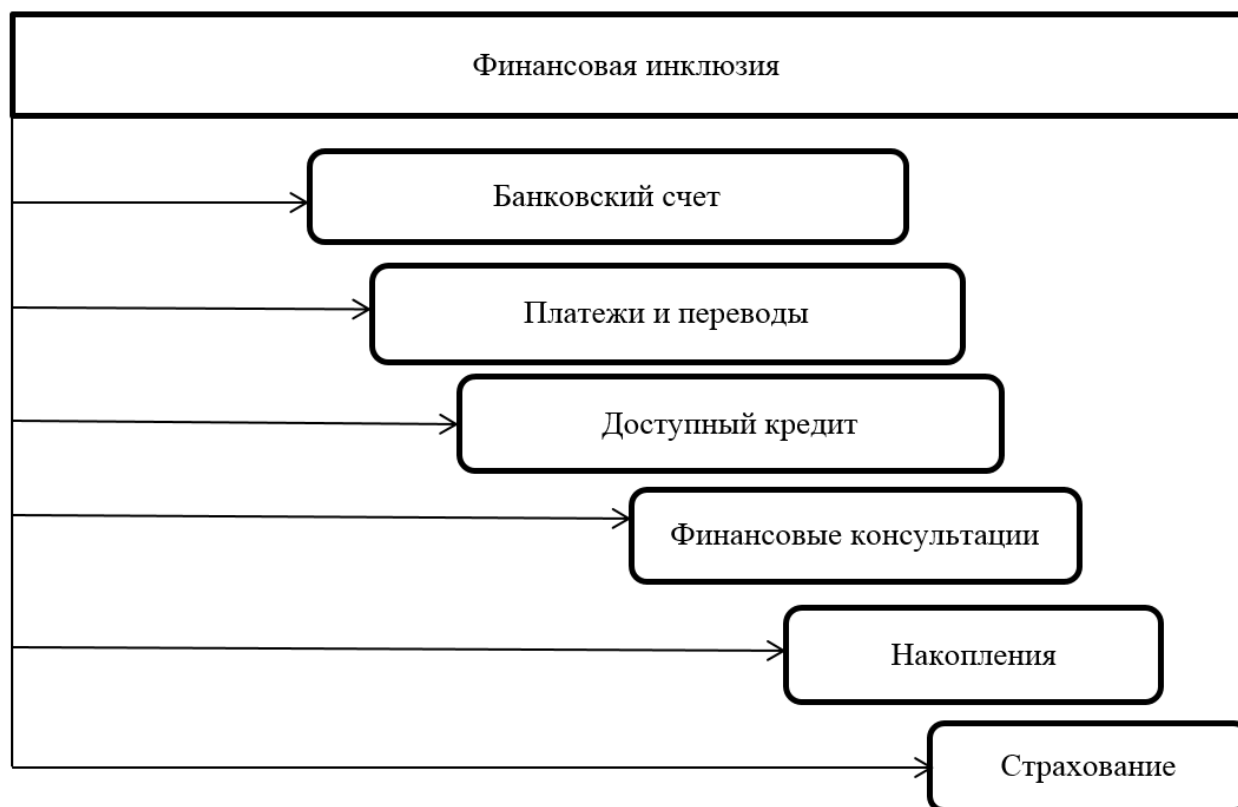 Финансовая инклюзия
Банковский счет
Платежи и переводы
Доступный кредит
Финансовые консультации
Накопления
Страхование